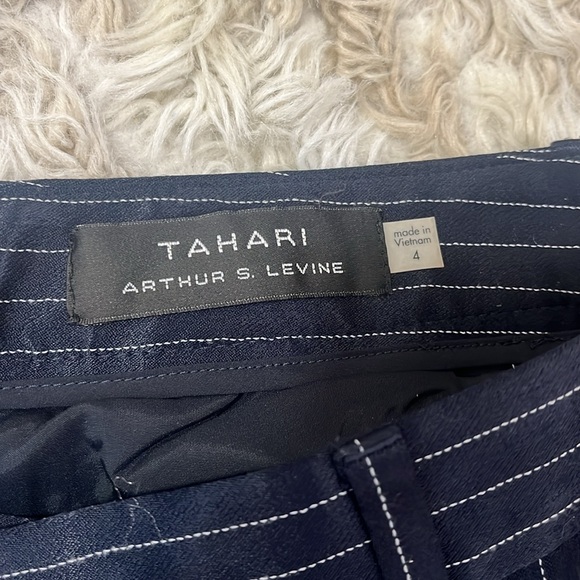 TAHARI
ARTHUR S. LEVINE
made in
Vietnam
4